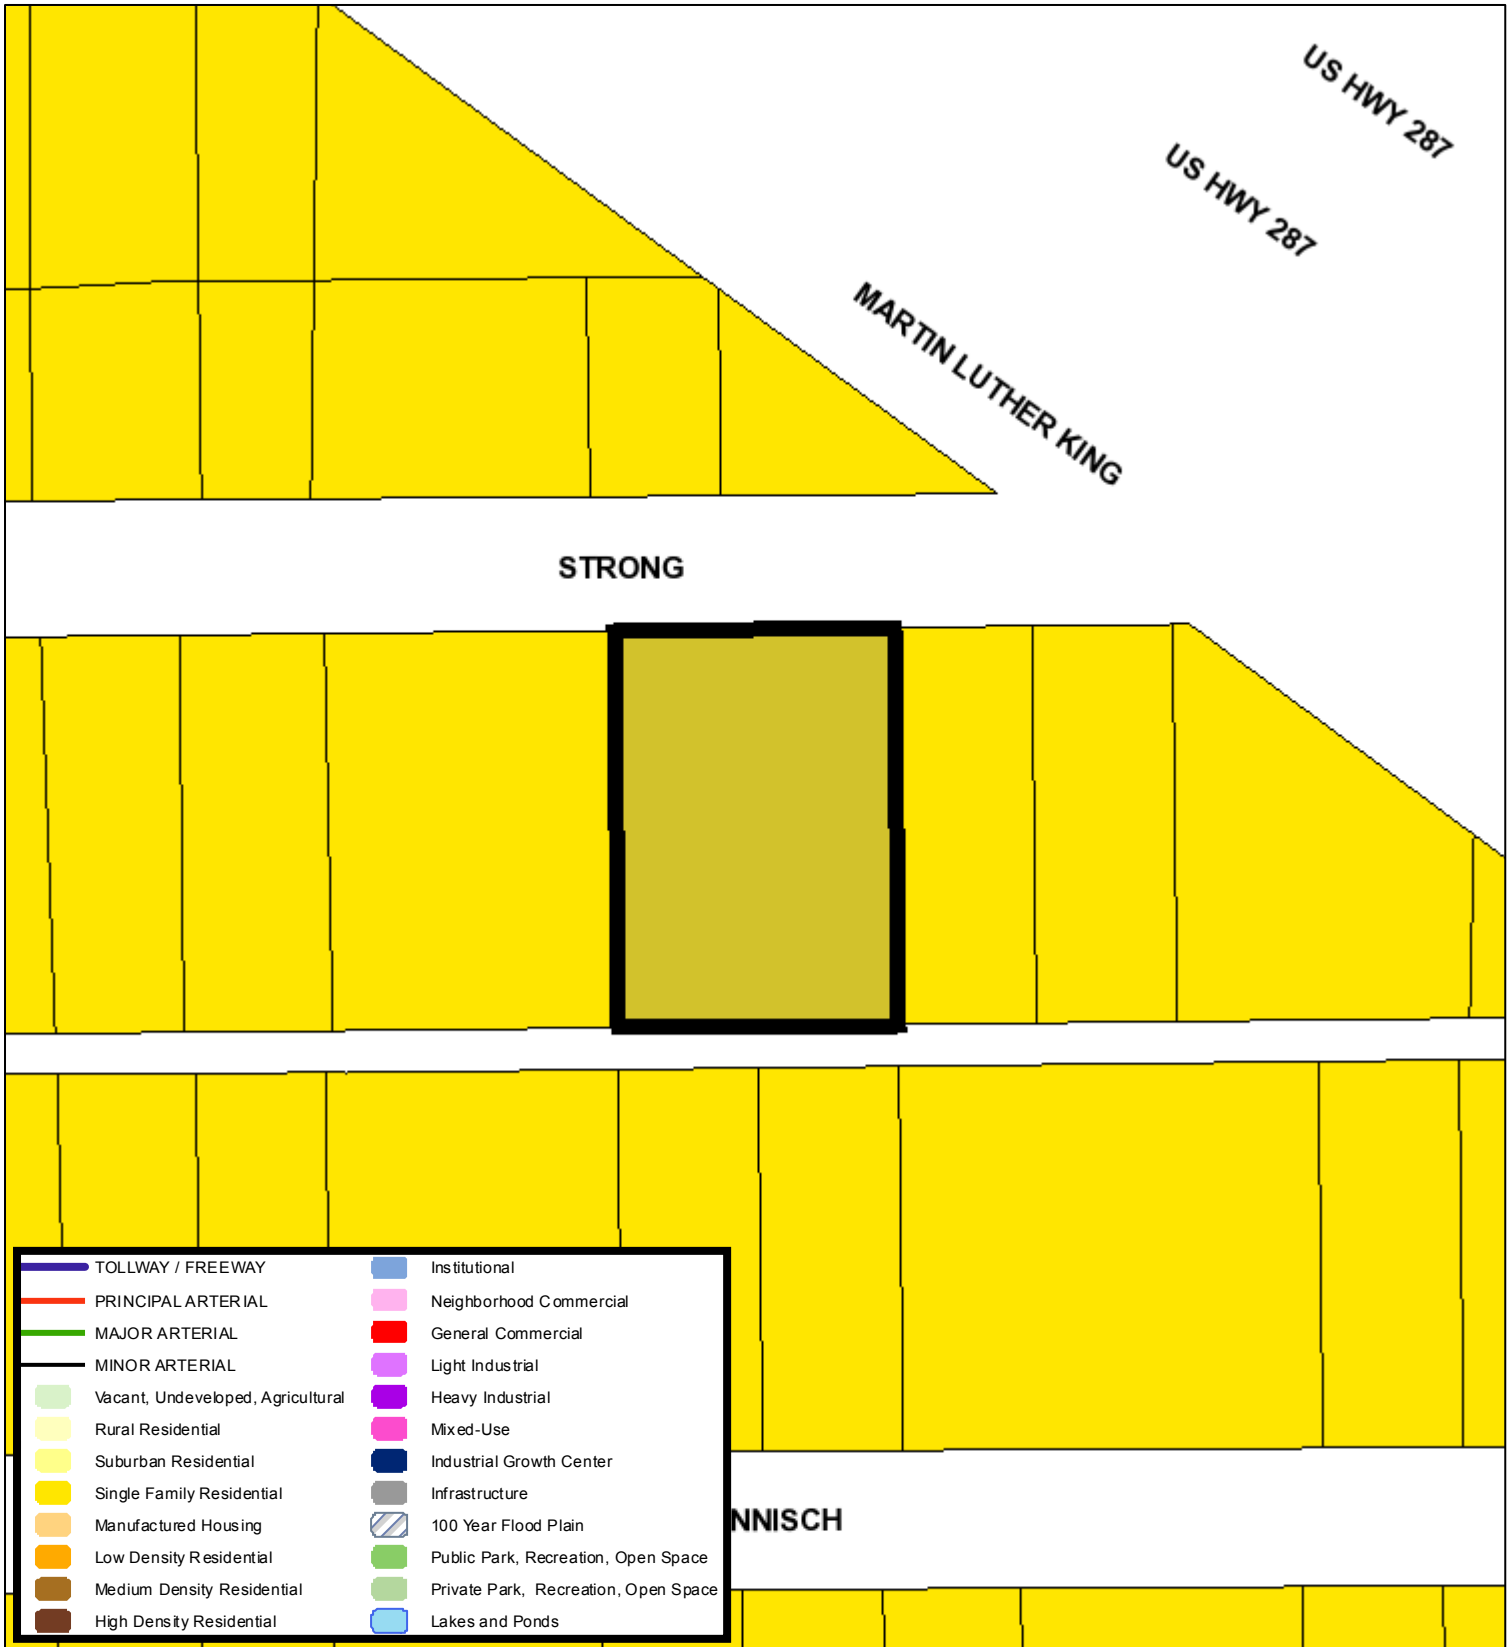 US HWY 287
US HWY 287
MARTIN LUTHER KING
STRONG
TOLLWAY / FREEWAY
PRINCIPAL ARTERIAL
MAJOR ARTERIAL
MINOR ARTERIAL
Vacant, Undeveloped, Agricultural
Rural Residential
Suburban Residential
Single Family Residential
Manufactured Housing
Low Density Residential
Medium Density Residential
High Density Residential
Institutional
Neighborhood Commercial
General Commercial
Light Industrial
Heavy Industrial
Mixed-Use
Industrial Growth Center
Infrastructure
100 Year Flood Plain
Public Park, Recreation, Open Space
Private Park, Recreation, Open Space
Lakes and Ponds
NNISCH